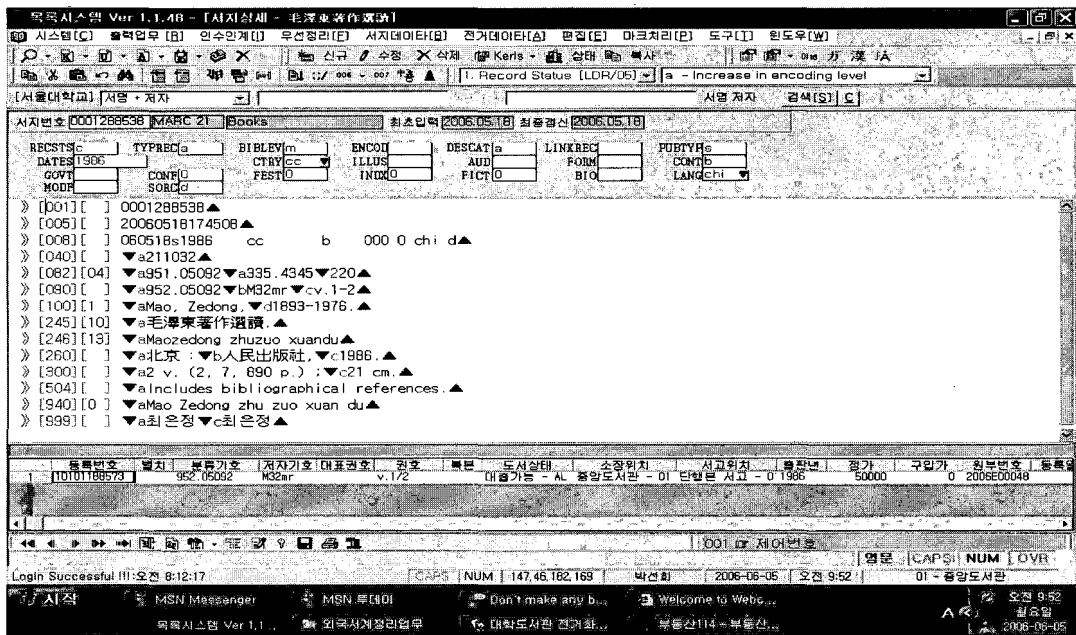 목록시스템 Ver 1.1.48 - [서지상세 - 毛澤東著作選讀]
시스템[C] 출력업무[R] 인수인계[I] 우선정리[F] 서지데이타[B] 전거데이타[A] 편집[E] 마크처리[P] 도구[T] 윈도우[W]
신규 수정 삭제 Keris 상태 복사
1. Record Status [LDR/05] a - Increase in encoding level
[서울대학교] 서명 + 저자 서명 저자 검색[S] C
서지번호 0001288538 MARC 21 Books 최초입력 2006.05.18 최종갱신 2006.05.18
RECSTS c TYPREC a BIBLEV m ENCOD DESCAT a LINKREC PUBTYP s
DATES 1986 CTRY cc ILLUS AUD FORM CONT b
GOVT CONF 0 FEST 0 INDX 0 FICT 0 BIO LANG chi
MODF SORC d
》 [001][ ] 0001288538▲
》 [005][ ] 20060518174508▲
》 [008][ ] 060518s1986 cc b 000 0 chi d▲
》 [040][ ] ▼a211032▲
》 [082][04] ▼a951.05092▼a335.4345▼220▲
》 [090][ ] ▼a952.05092▼bM32mr▼cv.1-2▲
》 [100][1 ] ▼aMao, Zedong,▼d1893-1976.▲
》 [245][10] ▼a毛澤東著作選讀.▲
》 [246][13] ▼aMaozedong zhuzuo xuandu▲
》 [260][ ] ▼a北京 :▼b人民出版社,▼c1986.▲
》 [300][ ] ▼a2 v. (2, 7, 890 p.) ;▼c21 cm.▲
》 [504][ ] ▼aIncludes bibliographical references.▲
》 [940][0 ] ▼aMao Zedong zhu zuo xuan du▲
》 [999][ ] ▼a최은정▼c최은정▲
등록번호 별치 분류기호 저자기호 대표권호 권호 복본 도서상태 소장위치 서고위치 출판년 정가 구입가 원부번호 등록일
1 10101188573 952.05092 M32mr v.1/2 대출가능 - AL 중앙도서관 - 01 단행본 서고 - 0 1986 50000 0 2006E00048
001 은 제어번호
영문 CAPS NUM OVR
Login Successful !!!:오전 8:12:17 CAPS NUM 147.46.182.169 박선희 2006-06-05 오전 9:52 01 - 중앙도서관
시작 MSN Messenger MSN 투데이 Don't make any b... Welcome to Webc... 오전 9:52
월요일
목록시스템 Ver 1.1... 외국서계정리업무 대학도서관 전거화... 부동산114 - 부동산... 2006-06-05